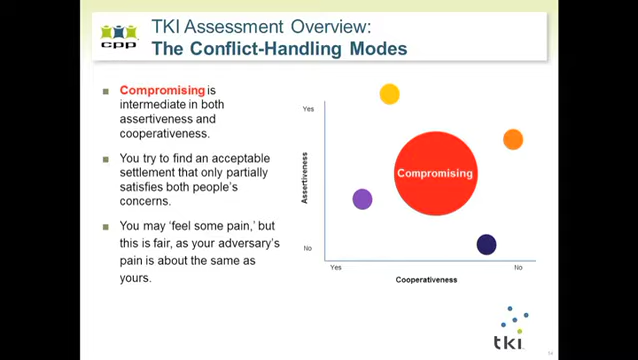 cpp
TKI Assessment Overview:
The Conflict-Handling Modes
Compromising is
intermediate in both
assertiveness and
cooperativeness.
You try to find an acceptable
settlement that only partially
satisfies both people's
concerns.
You may 'feel some pain,' but
this is fair, as your adversary's
pain is about the same as
yours.
Yes
Assertiveness
Compromising
No
Yes
No
Cooperativeness
tki